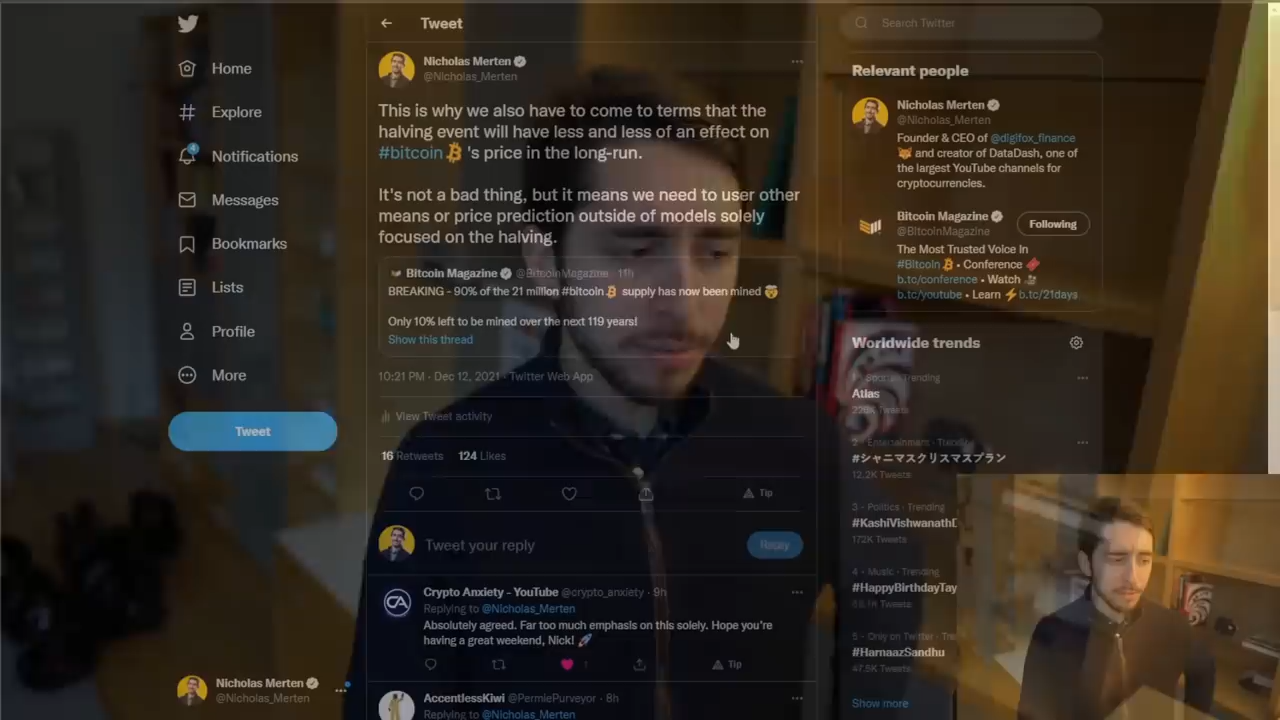 Home
Explore
4
Notifications
Messages
Bookmarks
Lists
Profile
More
Tweet
Nicholas Merten
@Nicholas_Merten
Tweet
Nicholas Merten
@Nicholas_Merten
This is why we also have to come to terms that the
halving event will have less and less of an effect on
#bitcoin 's price in the long-run.
It's not a bad thing, but it means we need to user other
means or price prediction outside of models solely
focused on the halving.
Bitcoin Magazine @BitcoinMagazine · 11h
BREAKING - 90% of the 21 million #bitcoin supply has now been mined
Only 10% left to be mined over the next 119 years!
Show this thread
10:21 PM · Dec 12, 2021 · Twitter Web App
View Tweet activity
16 Retweets 124 Likes
Tip
Tweet your reply
Reply
Crypto Anxiety - YouTube @crypto_anxiety · 9h
Replying to @Nicholas_Merten
Absolutely agreed. Far too much emphasis on this solely. Hope you're
having a great weekend, Nick!
1
Tip
AccentlessKiwi @PermiePurveyor · 8h
Replying to @Nicholas_Merten
Search Twitter
Relevant people
Nicholas Merten
@Nicholas_Merten
Founder & CEO of @digifox_finance
and creator of DataDash, one of
the largest YouTube channels for
cryptocurrencies.
Bitcoin Magazine
@BitcoinMagazine
Following
The Most Trusted Voice In
#Bitcoin • Conference
b.tc/conference • Watch
b.tc/youtube • Learn b.tc/21days
Worldwide trends
1 · Sports · Trending
Atlas
Tweets
2 · Entertainment · Trending
#シャニマスクリスマスプラン
12.2K Tweets
3 · Politics · Trending
#KashiVishwanathD
172K Tweets
4 · Music · Trending
#HappyBirthdayTay
Tweets
5 · Only on Twitter · Tre
#HarnaazSandhu
47.5K Tweets
Show more